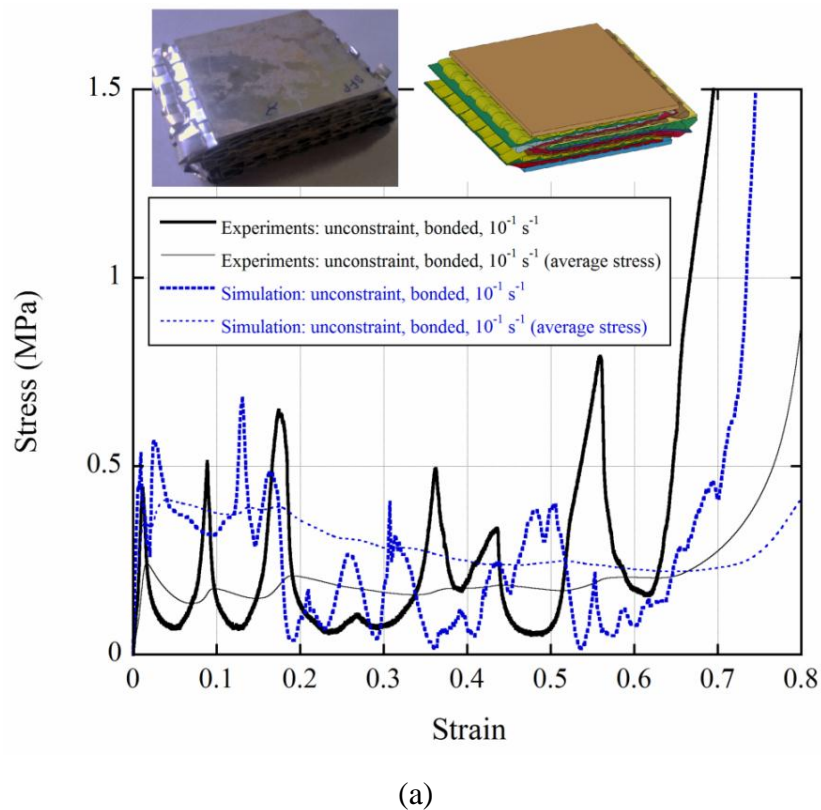 1.5
1
0.5
0
Stress (MPa)
Experiments: unconstraint, bonded, 10⁻¹ s⁻¹
Experiments: unconstraint, bonded, 10⁻¹ s⁻¹ (average stress)
Simulation: unconstraint, bonded, 10⁻¹ s⁻¹
Simulation: unconstraint, bonded, 10⁻¹ s⁻¹ (average stress)
0 0.1 0.2 0.3 0.4 0.5 0.6 0.7 0.8
Strain
(a)